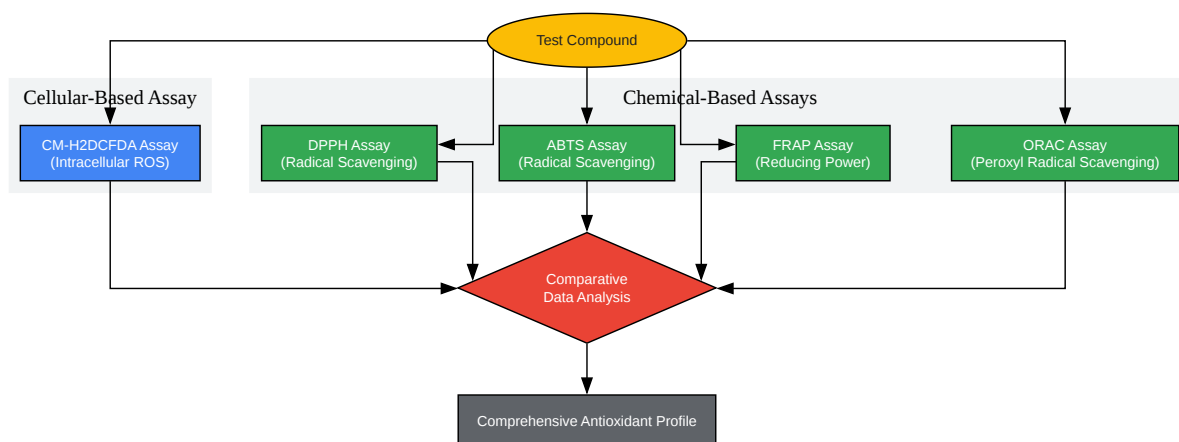 Test Compound
Cellular-Based Assay
Chemical-Based Assays
CM-H2DCFDA Assay
(Intracellular ROS)
DPPH Assay
(Radical Scavenging)
ABTS Assay
(Radical Scavenging)
FRAP Assay
(Reducing Power)
ORAC Assay
(Peroxyl Radical Scavenging)
Comparative
Data Analysis
Comprehensive Antioxidant Profile